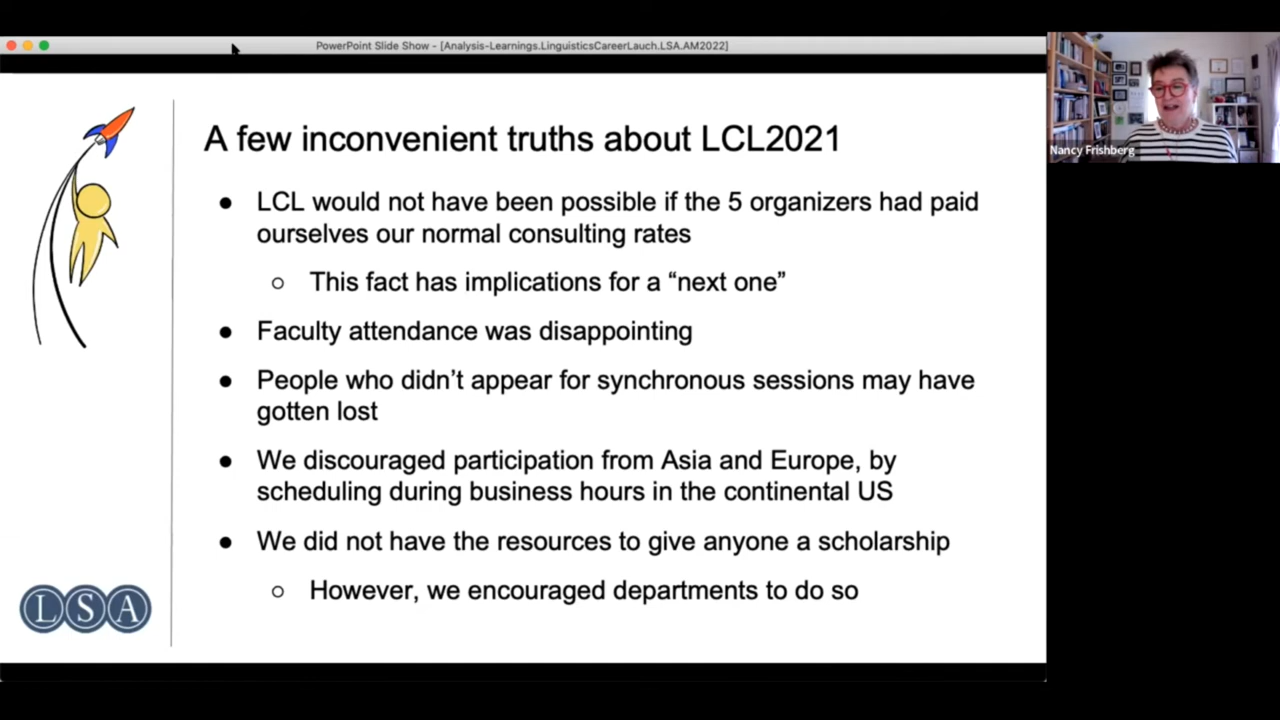 PowerPoint Slide Show - [Analysis-Learnings.LinguisticsCareerLauch.LSA.AM2022]
A few inconvenient truths about LCL2021
● LCL would not have been possible if the 5 organizers had paid
ourselves our normal consulting rates
○ This fact has implications for a “next one”
● Faculty attendance was disappointing
● People who didn’t appear for synchronous sessions may have
gotten lost
● We discouraged participation from Asia and Europe, by
scheduling during business hours in the continental US
● We did not have the resources to give anyone a scholarship
○ However, we encouraged departments to do so
LSA
Nancy Frishberg